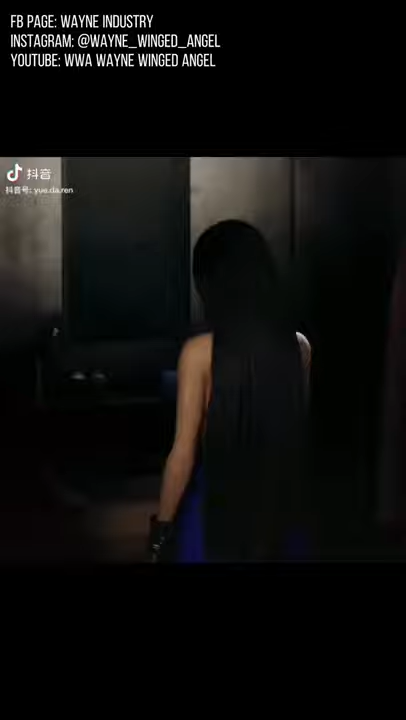 FB PAGE: WAYNE INDUSTRY
INSTAGRAM: @WAYNE_WINGED_ANGEL
YOUTUBE: WWA WAYNE WINGED ANGEL
抖音
抖音号: yue.da.ren